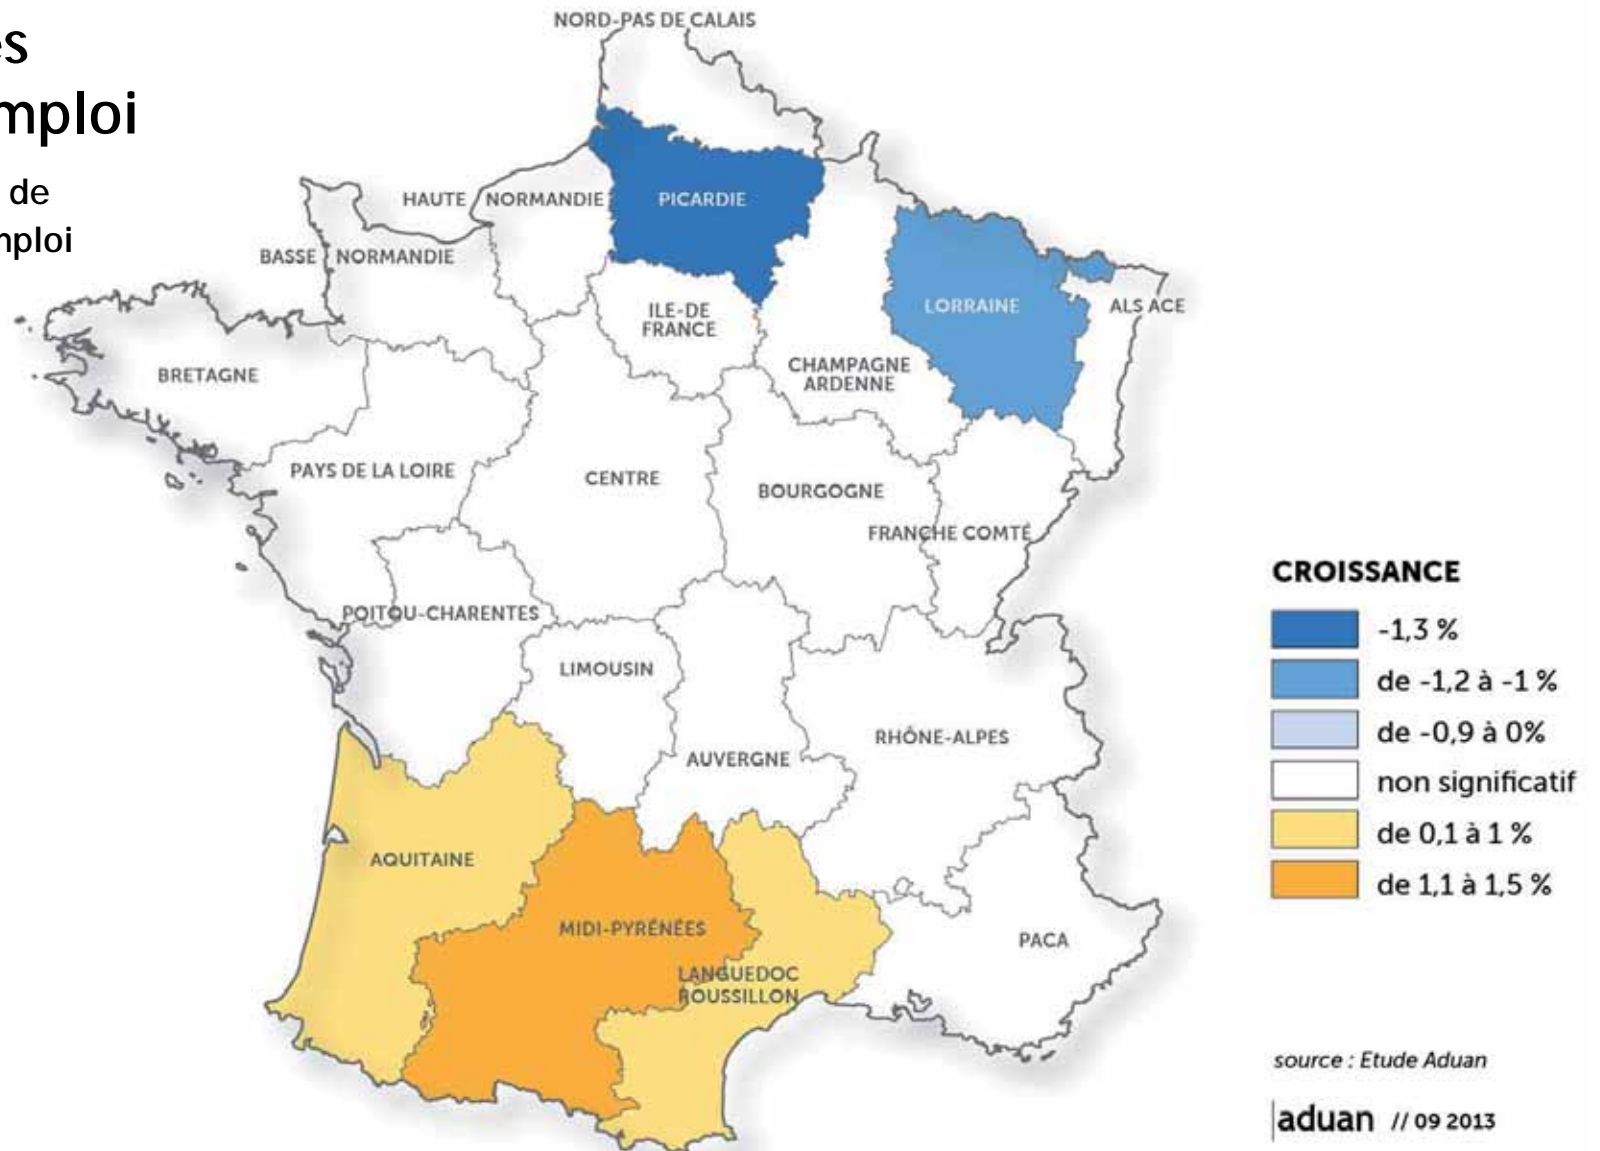 es
mploi
de
mploi
NORD-PAS DE CALAIS
HAUTE NORMANDIE
PICARDIE
BASSE NORMANDIE
LORRAINE
ALSACE
ILE-DE
FRANCE
CHAMPAGNE
ARDENNE
BRETAGNE
PAYS DE LA LOIRE
CENTRE
BOURGOGNE
FRANCHE COMTÉ
POITOU-CHARENTES
LIMOUSIN
AUVERGNE
RHÔNE-ALPES
AQUITAINE
MIDI-PYRÉNÉES
LANGUEDOC
ROUSSILLON
PACA
CROISSANCE
-1,3 %
de -1,2 à -1 %
de -0,9 à 0%
non significatif
de 0,1 à 1 %
de 1,1 à 1,5 %
source : Etude Aduan
aduan // 09 2013